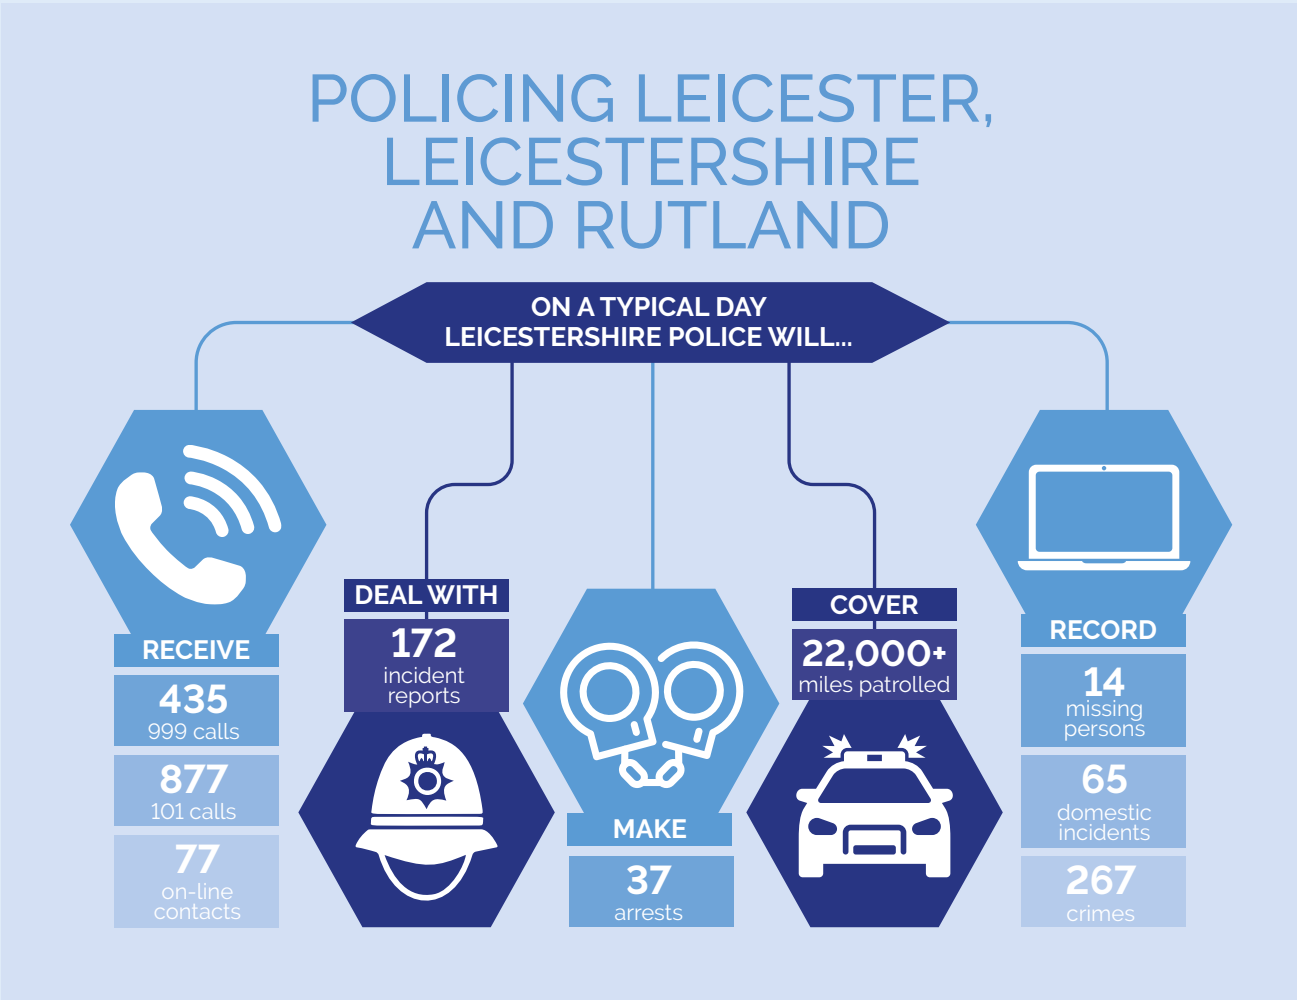 POLICING LEICESTER,
LEICESTERSHIRE
AND RUTLAND
ON A TYPICAL DAY
LEICESTERSHIRE POLICE WILL...
RECEIVE
435
999 calls
877
101 calls
77
on-line
contacts
DEAL WITH
172
incident
reports
MAKE
37
arrests
COVER
22,000+
miles patrolled
RECORD
14
missing
persons
65
domestic
incidents
267
crimes